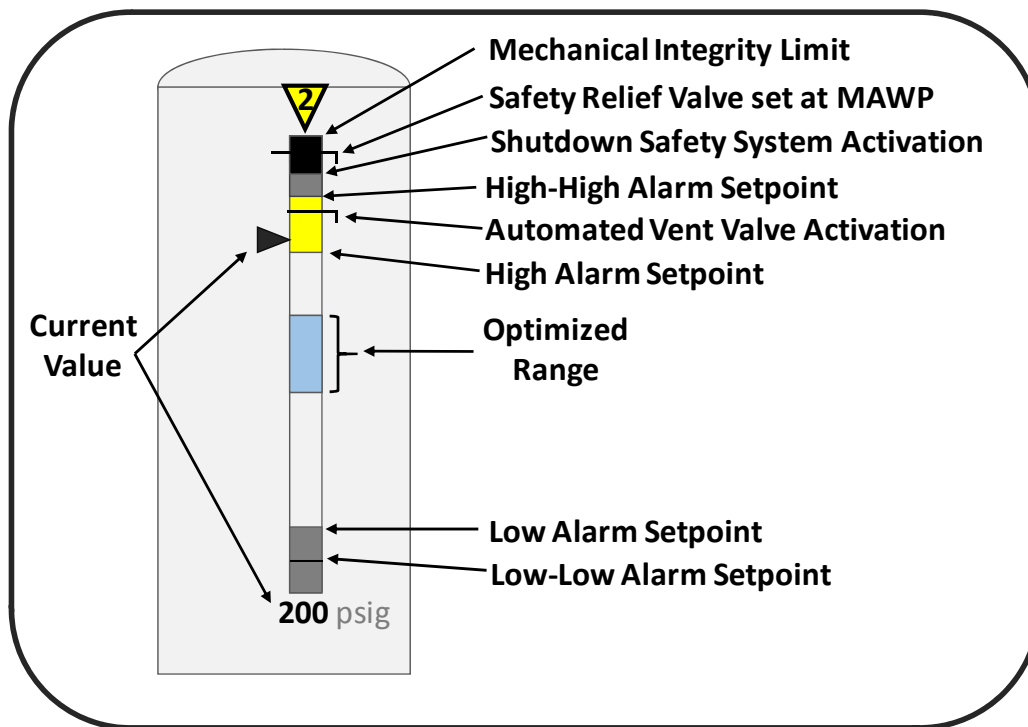 Mechanical Integrity Limit
2
Safety Relief Valve set at MAWP
Shutdown Safety System Activation
High-High Alarm Setpoint
Automated Vent Valve Activation
High Alarm Setpoint
Current
Value
Optimized
Range
Low Alarm Setpoint
Low-Low Alarm Setpoint
200 psig